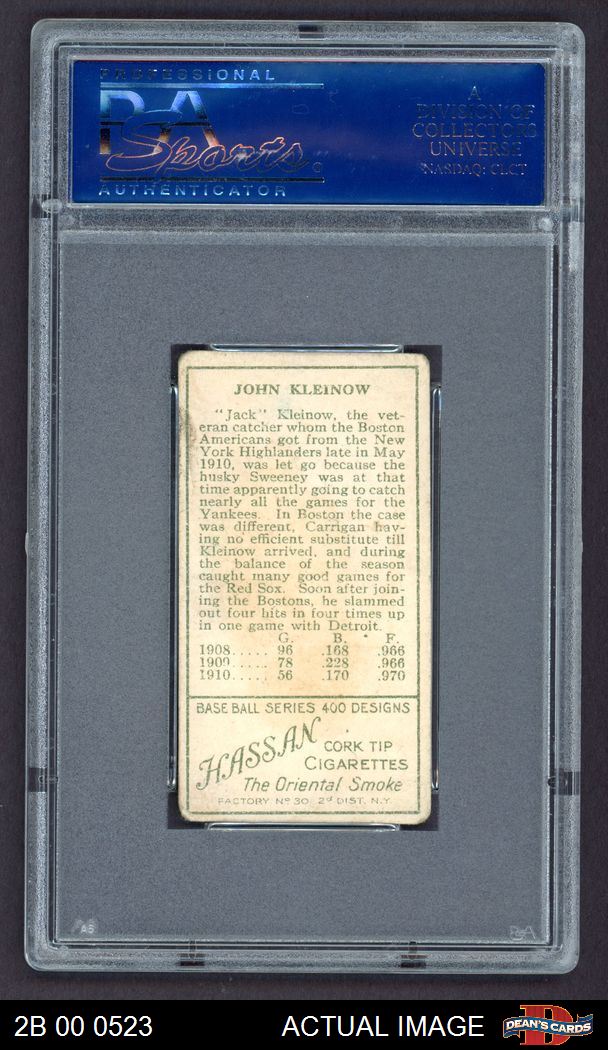 PROFESSIONAL
PSA
Sports
AUTHENTICATOR
A
DIVISION OF
COLLECTORS
UNIVERSE
NASDAQ: CLCT
JOHN KLEINOW
"Jack" Kleinow, the vet-
eran catcher whom the Boston
Americans got from the New
York Highlanders late in May
1910, was let go because the
husky Sweeney was at that
time apparently going to catch
nearly all the games for the
Yankees. In Boston the case
was different, Carrigan hav-
ing no efficient substitute till
Kleinow arrived, and during
the balance of the season
caught many good games for
the Red Sox. Soon after join-
ing the Bostons, he slammed
out four hits in four times up
in one game with Detroit.
G. B. F.
1908..... 96 .168 .966
1909..... 78 .228 .966
1910..... 56 .170 .970
BASE BALL SERIES 400 DESIGNS
HASSAN
CORK TIP
CIGARETTES
The Oriental Smoke
FACTORY No 30 2d DIST. N.Y.
PSA
2B 00 0523 ACTUAL IMAGE DEAN'S CARDS